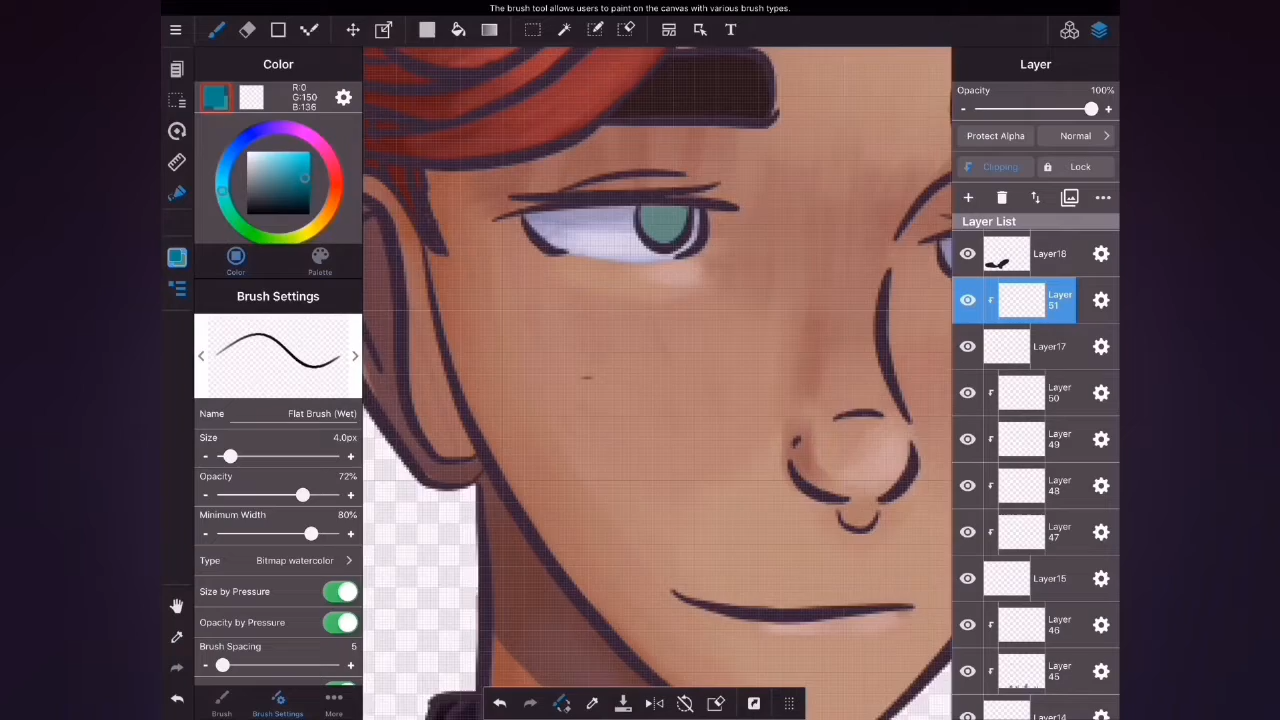 The brush tool allows users to paint on the canvas with various brush types.
T
Color
R:0
G:150
B:136
Color
Palette
Brush Settings
Name Flat Brush (Wet)
Size 4.0px
- +
Opacity 72%
- +
Minimum Width 80%
- +
Type Bitmap watercolor
Size by Pressure
Opacity by Pressure
Brush Spacing 5
- +
Brush
Brush Settings
More
Layer
Opacity 100%
- +
Protect Alpha
Normal
Clipping
Lock
Layer List
Layer18
Layer
51
Layer17
Layer
50
Layer
49
Layer
48
Layer
47
Layer15
Layer
46
Layer
45
Layer14